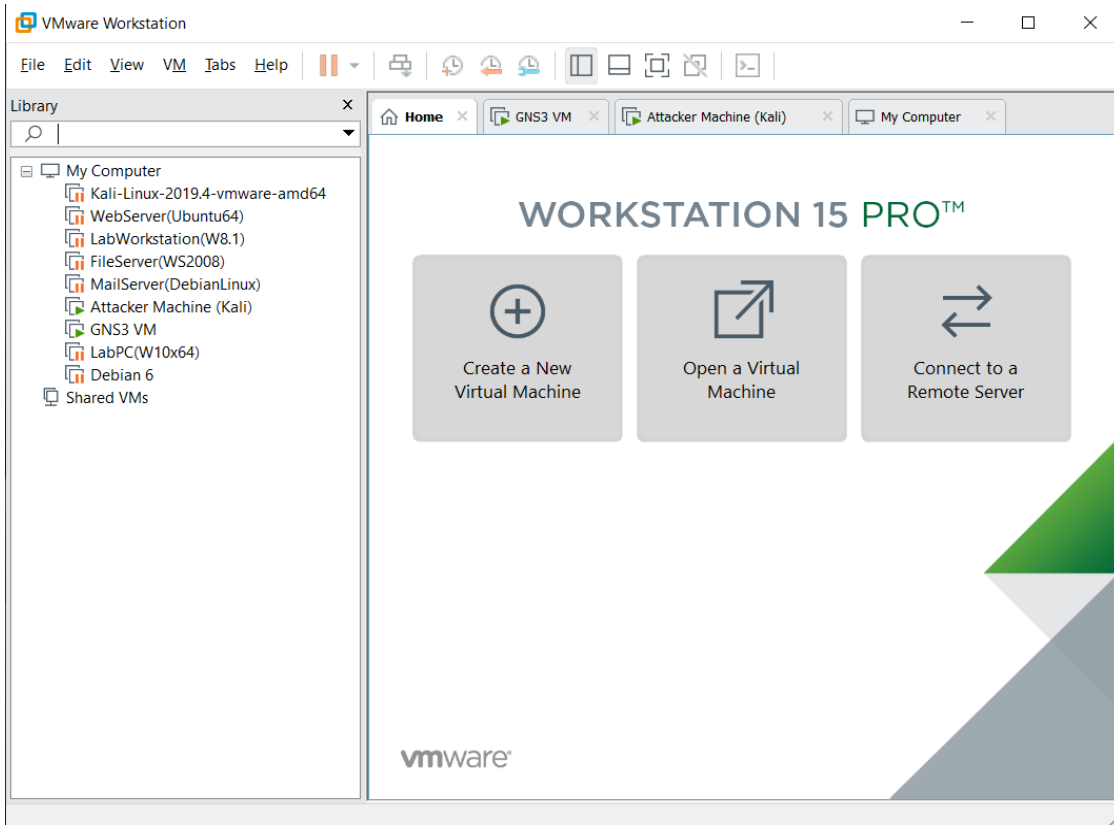 VMware Workstation
File Edit View VM Tabs Help
Library x
Home GNS3 VM Attacker Machine (Kali) My Computer
My Computer
Kali-Linux-2019.4-vmware-amd64
WebServer(Ubuntu64)
LabWorkstation(W8.1)
FileServer(WS2008)
MailServer(DebianLinux)
Attacker Machine (Kali)
GNS3 VM
LabPC(W10x64)
Debian 6
Shared VMs
WORKSTATION 15 PRO™
Create a New
Virtual Machine
Open a Virtual
Machine
Connect to a
Remote Server
vmware®